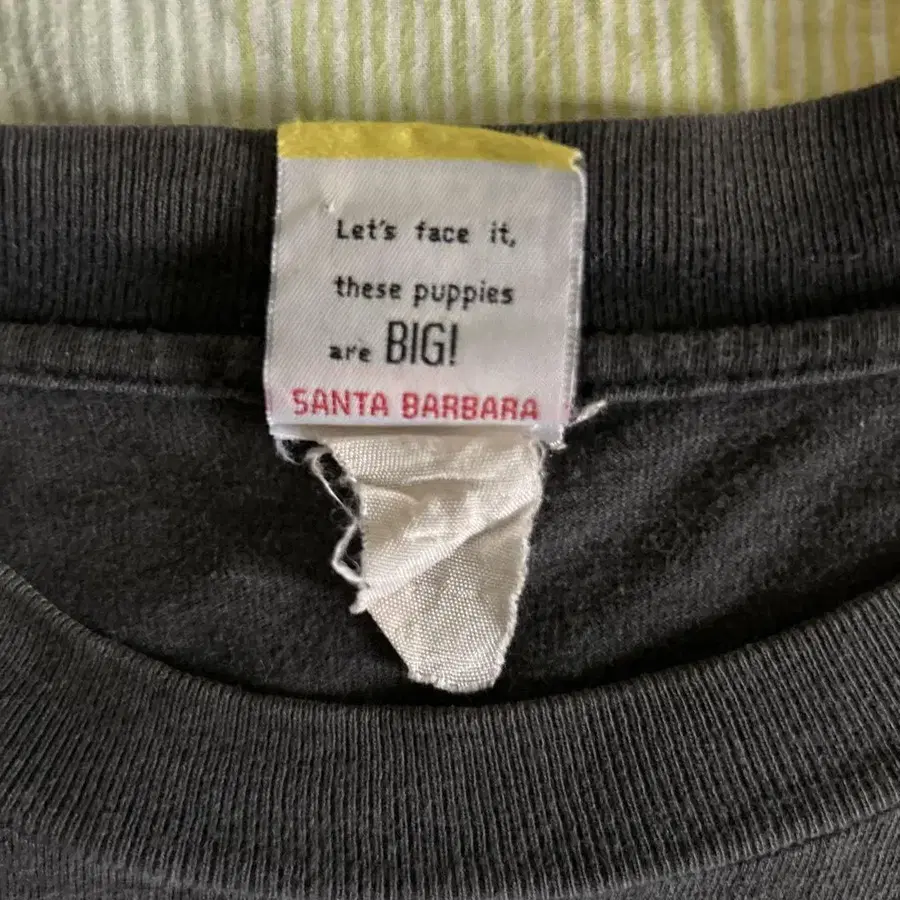 Let's face it,
these puppies
are BIG!
SANTA BARBARA